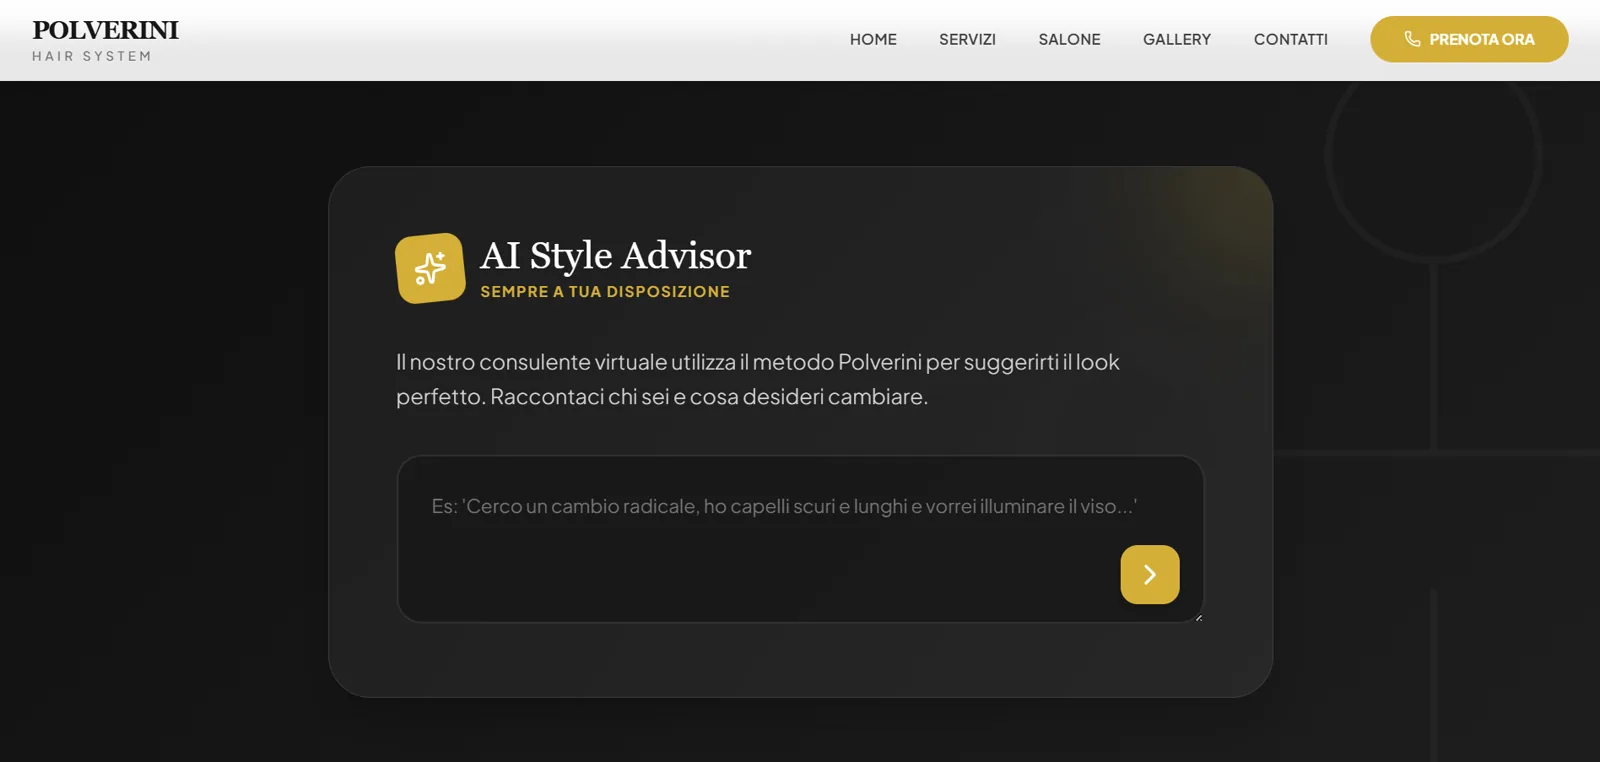 POLVERINI
HAIR SYSTEM
HOME SERVIZI SALONE GALLERY CONTATTI PRENOTA ORA
AI Style Advisor
SEMPRE A TUA DISPOSIZIONE
Il nostro consulente virtuale utilizza il metodo Polverini per suggerirti il look
perfetto. Raccontaci chi sei e cosa desideri cambiare.
Es: 'Cerco un cambio radicale, ho capelli scuri e lunghi e vorrei illuminare il viso...'